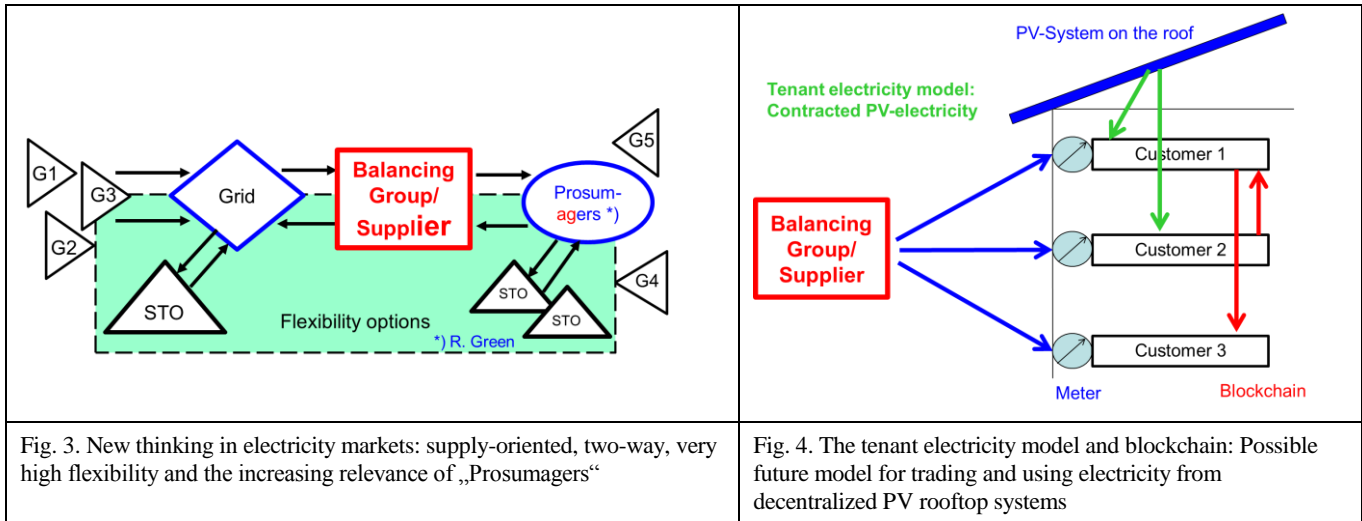 G1
G3
G2
Grid
STO
Balancing
Group/
Supplier
Prosum-
agers *)
G5
G4
STO
STO
Flexibility options
*) R. Green
Fig. 3. New thinking in electricity markets: supply-oriented, two-way, very
high flexibility and the increasing relevance of „Prosumagers“
PV-System on the roof
Tenant electricity model:
Contracted PV-electricity
Balancing
Group/
Supplier
Customer 1
Customer 2
Customer 3
Meter
Blockchain
Fig. 4. The tenant electricity model and blockchain: Possible
future model for trading and using electricity from
decentralized PV rooftop systems